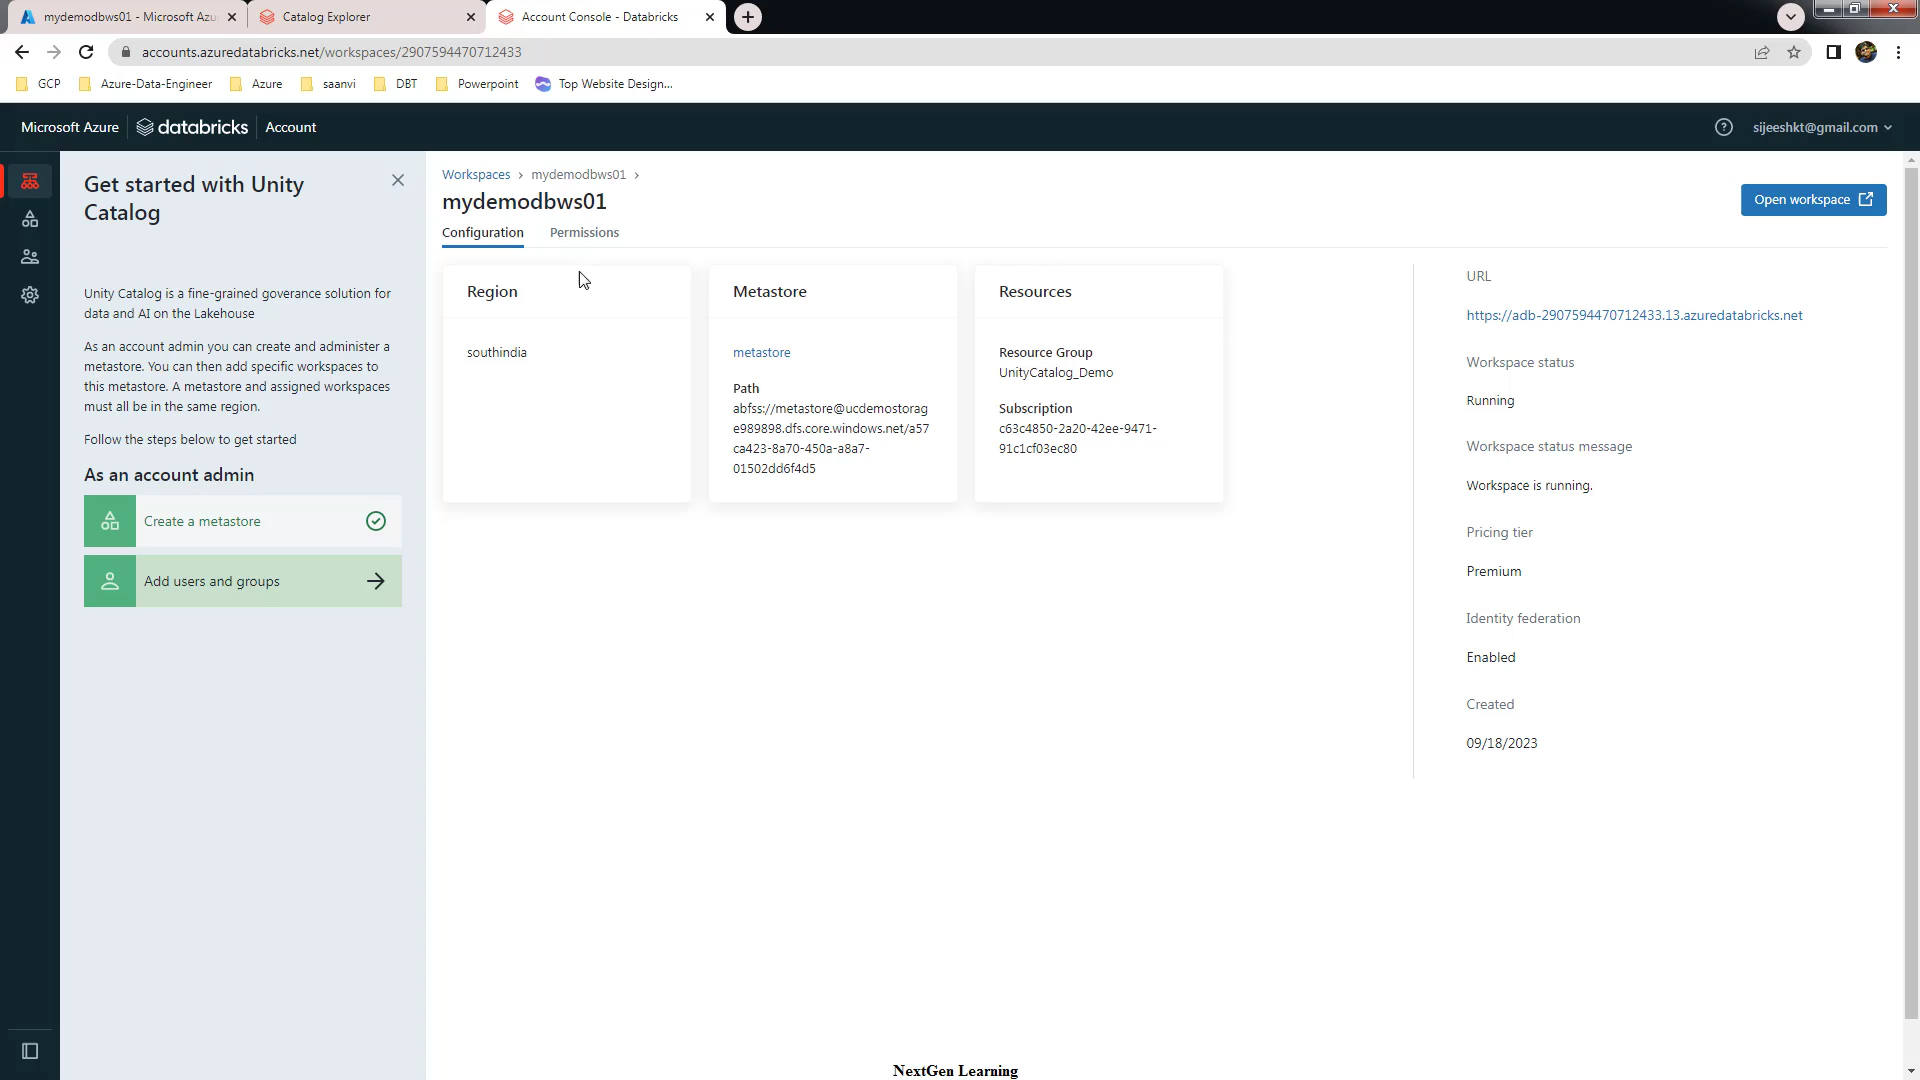 mydemodbws01 - Microsoft Azu
Catalog Explorer
Account Console - Databricks
accounts.azuredatabricks.net/workspaces/2907594470712433
GCP
Azure-Data-Engineer
Azure
saanvi
DBT
Powerpoint
Top Website Design...
Microsoft Azure
databricks
Account
?
sijeeshkt@gmail.com
Get started with Unity
Catalog
Unity Catalog is a fine-grained goverance solution for
data and AI on the Lakehouse
As an account admin you can create and administer a
metastore. You can then add specific workspaces to
this metastore. A metastore and assigned workspaces
must all be in the same region.
Follow the steps below to get started
As an account admin
Create a metastore
Add users and groups
Workspaces › mydemodbws01 ›
mydemodbws01
Open workspace
Configuration
Permissions
Region
southindia
Metastore
metastore
Path
abfss://metastore@ucdemostorag
e989898.dfs.core.windows.net/a57
ca423-8a70-450a-a8a7-
01502dd6f4d5
Resources
Resource Group
UnityCatalog_Demo
Subscription
c63c4850-2a20-42ee-9471-
91c1cf03ec80
URL
https://adb-2907594470712433.13.azuredatabricks.net
Workspace status
Running
Workspace status message
Workspace is running.
Pricing tier
Premium
Identity federation
Enabled
Created
09/18/2023
NextGen Learning